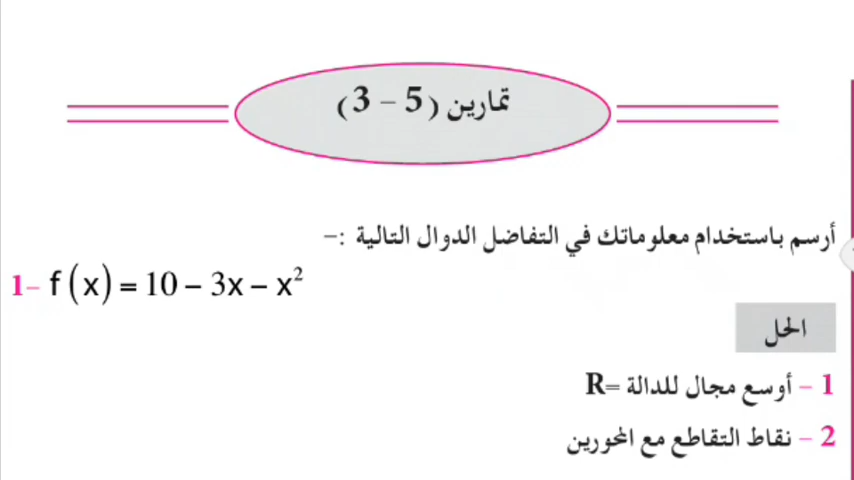 تمارين (5 – 3)
أرسم باستخدام معلوماتك في التفاضل الدوال التالية :–
1– f(x) = 10 – 3x – x²
الحل
1 – أوسع مجال للدالة =R
2 – نقاط التقاطع مع المحورين